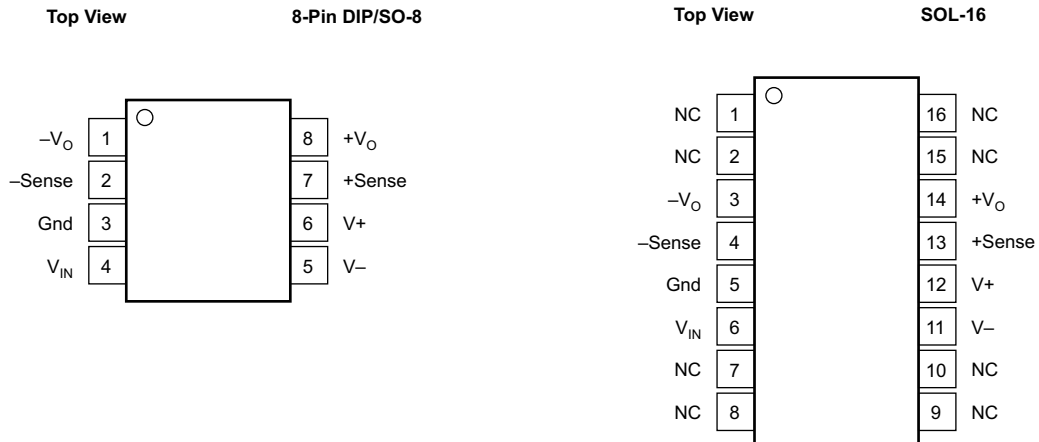 Top View 8-Pin DIP/SO-8
–VO 1 8 +VO
–Sense 2 7 +Sense
Gnd 3 6 V+
VIN 4 5 V–
Top View SOL-16
NC 1 16 NC
NC 2 15 NC
–VO 3 14 +VO
–Sense 4 13 +Sense
Gnd 5 12 V+
VIN 6 11 V–
NC 7 10 NC
NC 8 9 NC